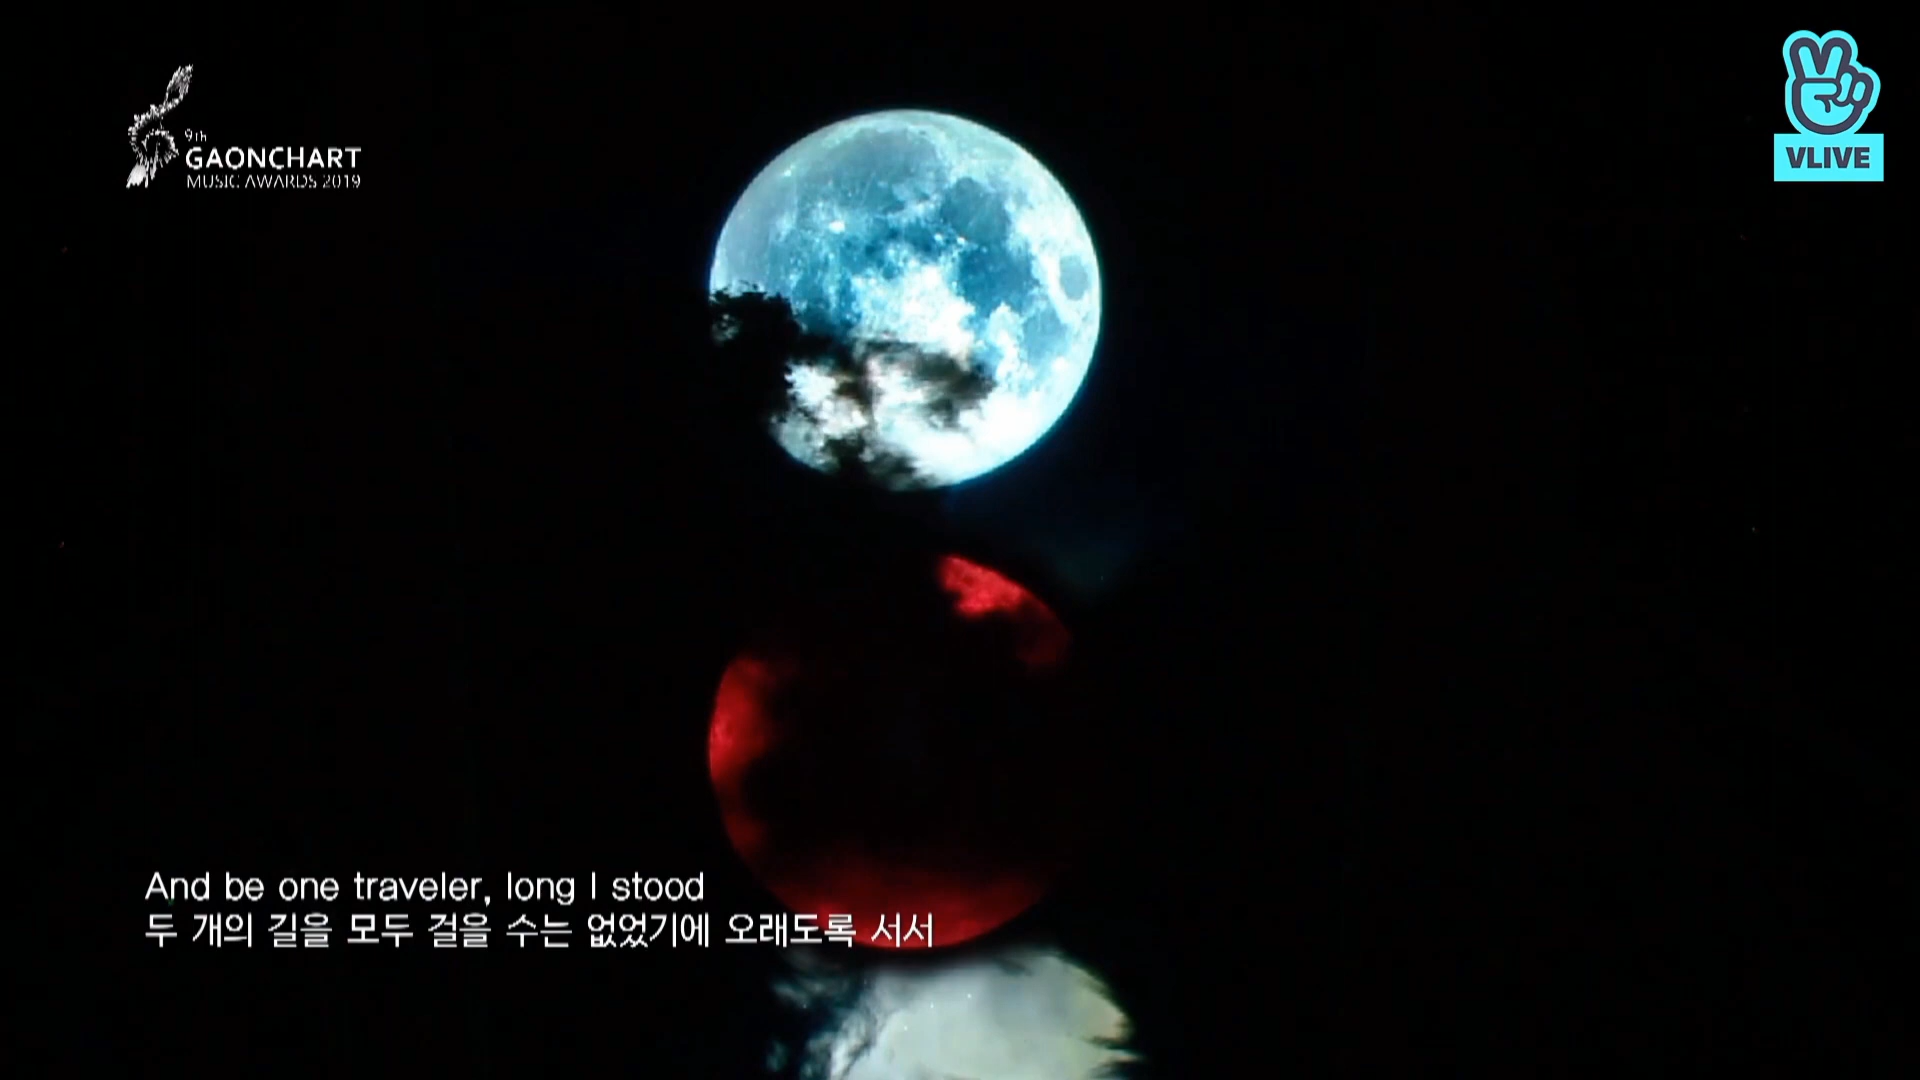 9th
GAONCHART
MUSIC AWARDS 2019
VLIVE
And be one traveler, long I stood
두 개의 길을 모두 걸을 수는 없었기에 오래도록 서서